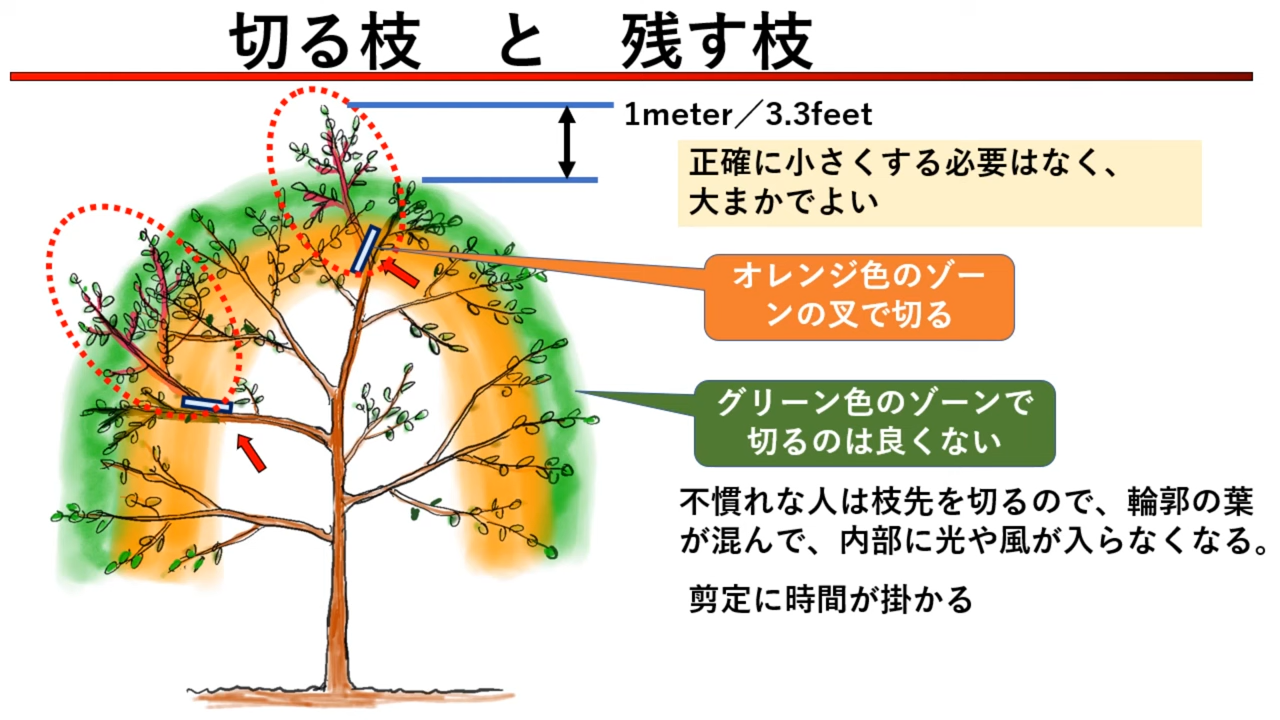 切る枝　と　残す枝
1meter／3.3feet
正確に小さくする必要はなく、
大まかでよい
オレンジ色のゾー
ンの叉で切る
グリーン色のゾーンで
切るのは良くない
不慣れな人は枝先を切るので、輪郭の葉
が混んで、内部に光や風が入らなくなる。
剪定に時間が掛かる